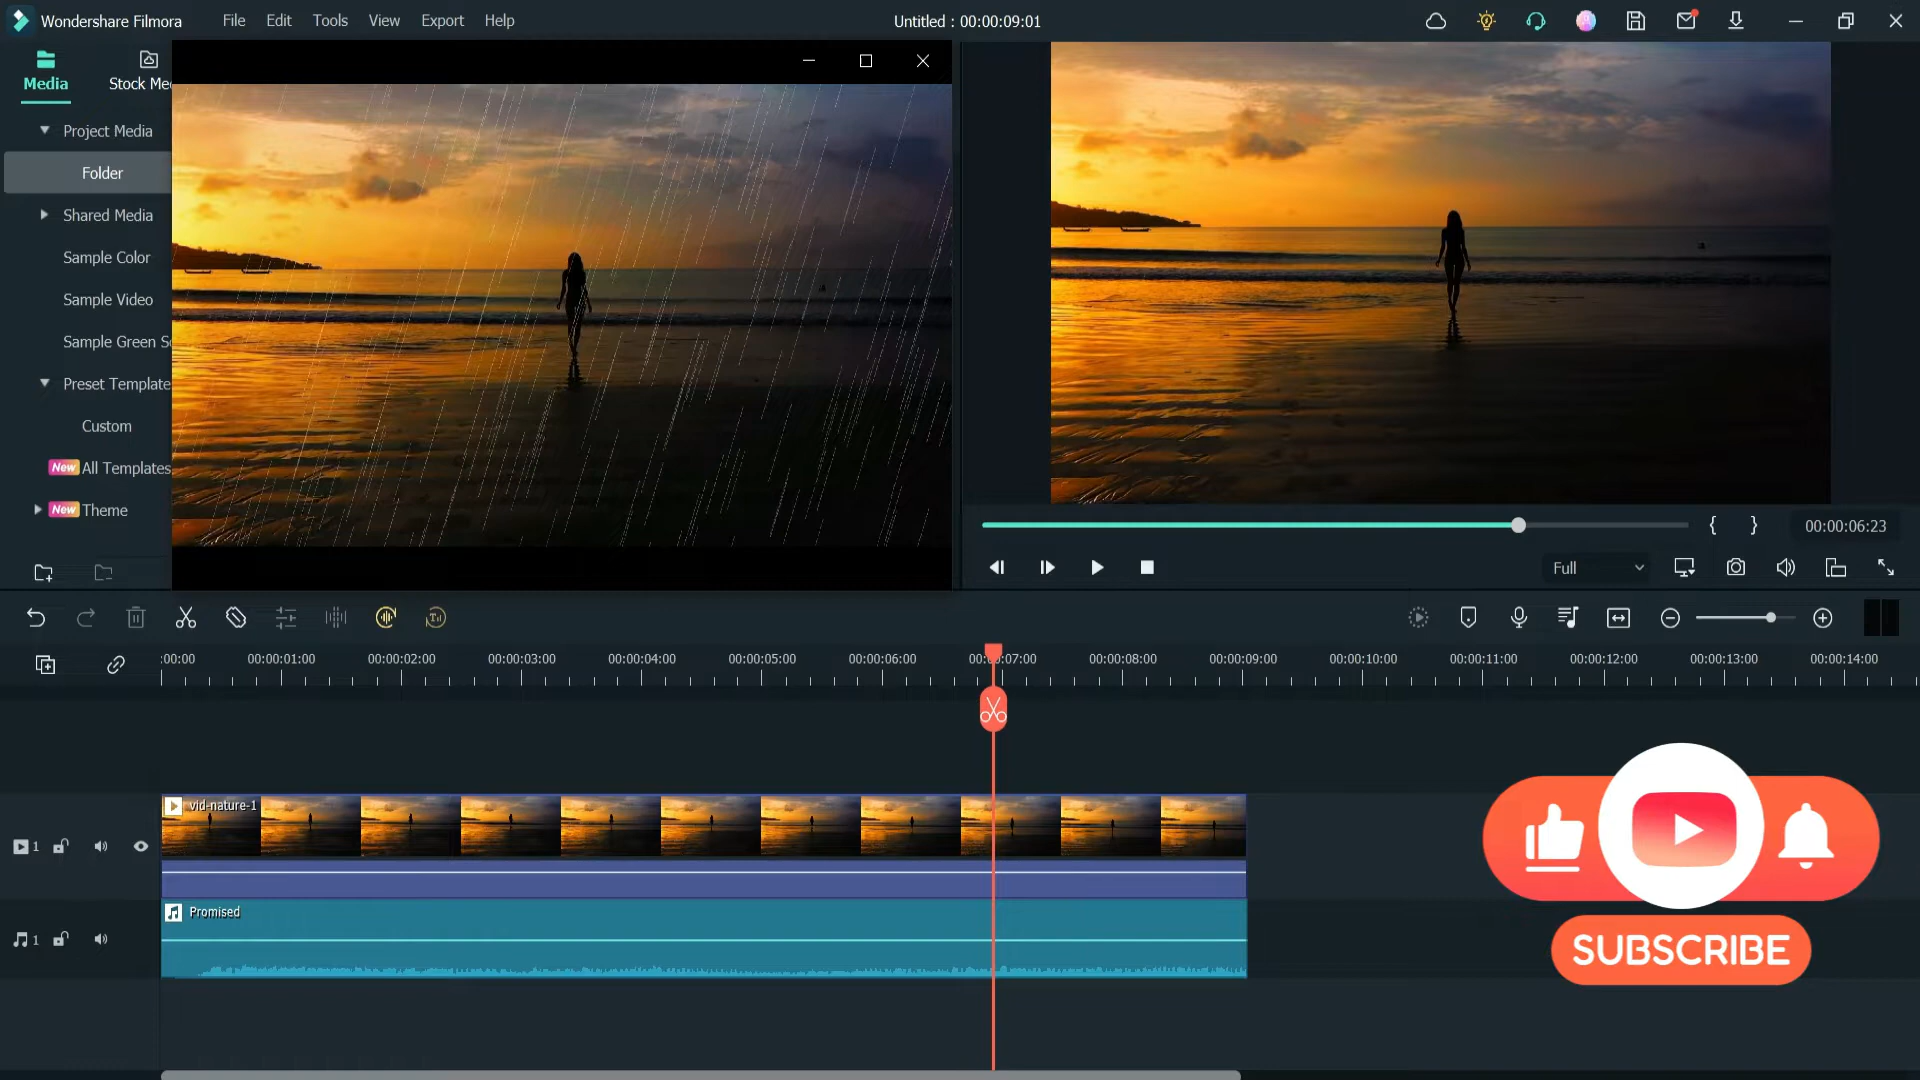 Wondershare Filmora
File
Edit
Tools
View
Export
Help
Untitled : 00:00:09:01
Media
Stock Me
Project Media
Folder
Shared Media
Sample Color
Sample Video
Sample Green S
Preset Template
Custom
New All Templates
New Theme
{ }
00:00:06:23
Full
:00:00
00:00:01:00
00:00:02:00
00:00:03:00
00:00:04:00
00:00:05:00
00:00:06:00
00:00:07:00
00:00:08:00
00:00:09:00
00:00:10:00
00:00:11:00
00:00:12:00
00:00:13:00
00:00:14:00
vid-nature-1
1
Promised
1
SUBSCRIBE